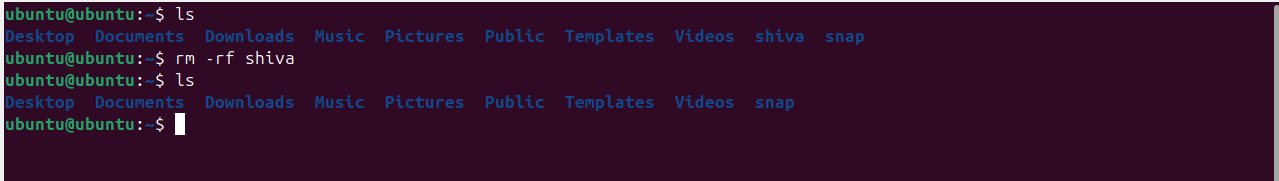 ubuntu@ubuntu:~$ ls
Desktop  Documents  Downloads  Music  Pictures  Public  Templates  Videos  shiva  snap
ubuntu@ubuntu:~$ rm -rf shiva
ubuntu@ubuntu:~$ ls
Desktop  Documents  Downloads  Music  Pictures  Public  Templates  Videos  snap
ubuntu@ubuntu:~$